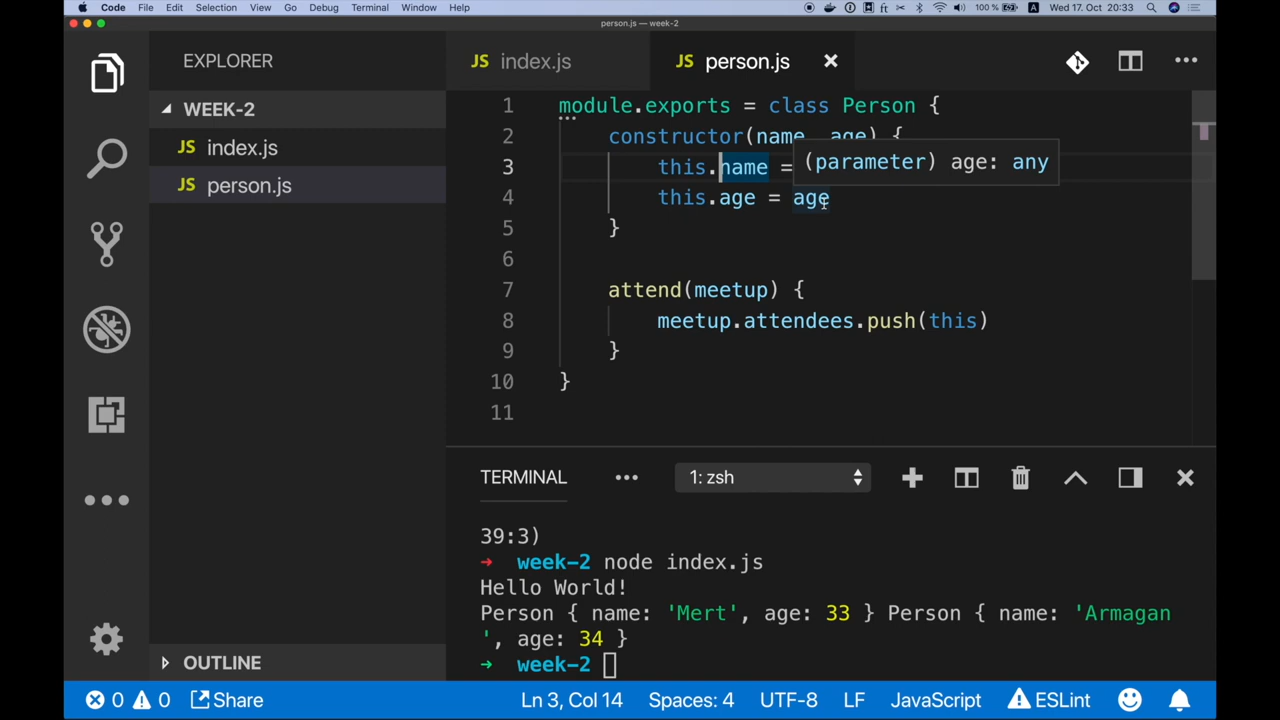 Code File Edit Selection View Go Debug Terminal Window Help 100 % A Wed 17. Oct 20:33
person.js — week-2
EXPLORER
WEEK-2
JS index.js
JS person.js
OUTLINE
JS index.js JS person.js
1 module.exports = class Person {
2 constructor(name, age) {
3 this.name =
(parameter) age: any
4 this.age = age
5 }
6
7 attend(meetup) {
8 meetup.attendees.push(this)
9 }
10 }
11
TERMINAL 1: zsh
39:3)
➜ week-2 node index.js
Hello World!
Person { name: 'Mert', age: 33 } Person { name: 'Armagan
', age: 34 }
➜ week-2
0 0 Share Ln 3, Col 14 Spaces: 4 UTF-8 LF JavaScript ESLint